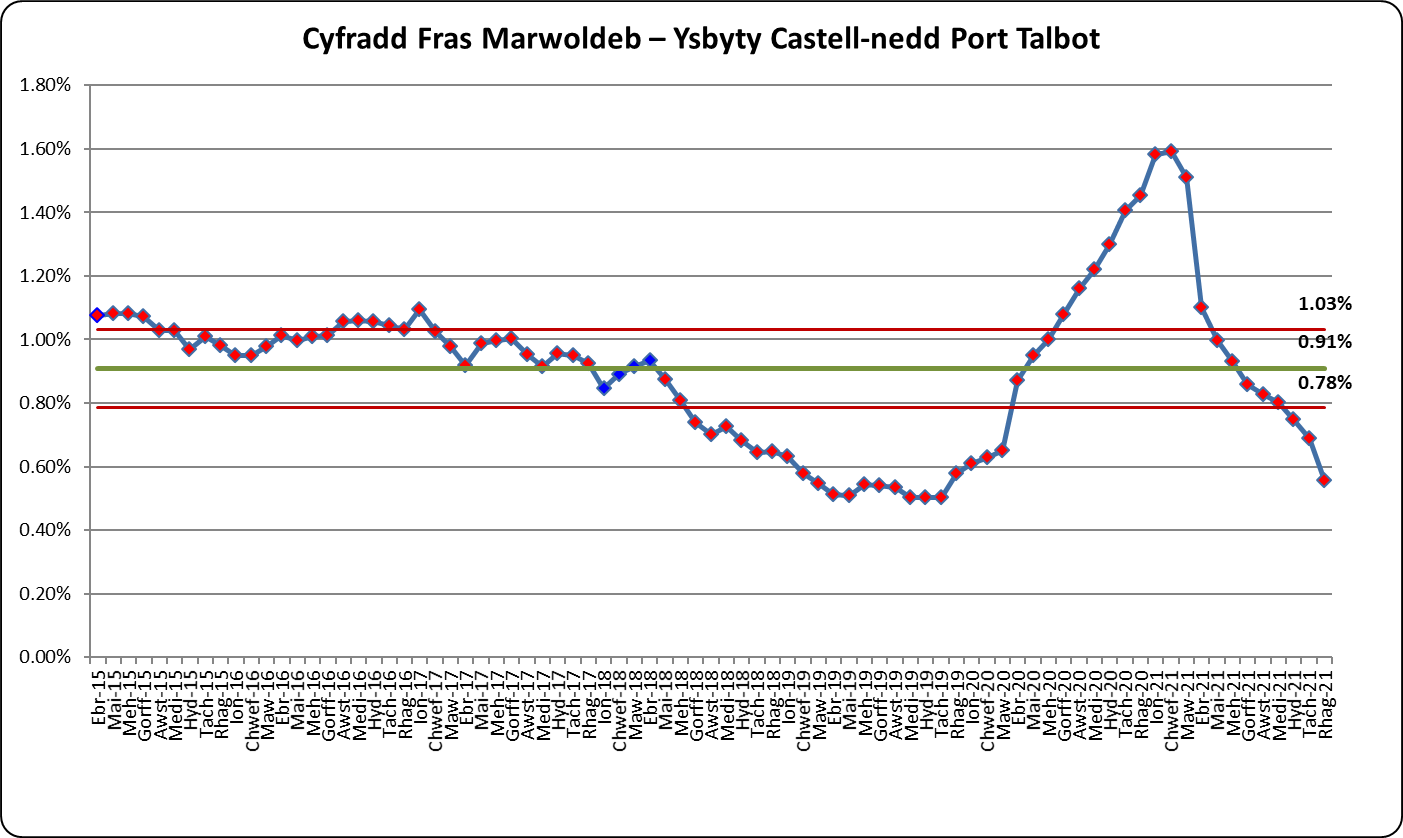 Cyfradd Fras Marwoldeb – Ysbyty Castell-nedd Port Talbot
1.80%
1.60%
1.40%
1.20%
1.00%
0.80%
0.60%
0.40%
0.20%
0.00%
1.03%
0.91%
0.78%
Ebr-15
Mai-15
Meh-15
Gorff-15
Awst-15
Medi-15
Hyd-15
Tach-15
Rhag-15
Ion-16
Chwef-16
Maw-16
Ebr-16
Mai-16
Meh-16
Gorff-16
Awst-16
Medi-16
Hyd-16
Tach-16
Rhag-16
Ion-17
Chwef-17
Maw-17
Ebr-17
Mai-17
Meh-17
Gorff-17
Awst-17
Medi-17
Hyd-17
Tach-17
Rhag-17
Ion-18
Chwef-18
Maw-18
Ebr-18
Mai-18
Meh-18
Gorff-18
Awst-18
Medi-18
Hyd-18
Tach-18
Rhag-18
Ion-19
Chwef-19
Maw-19
Ebr-19
Mai-19
Meh-19
Gorff-19
Awst-19
Medi-19
Hyd-19
Tach-19
Rhag-19
Ion-20
Chwef-20
Maw-20
Ebr-20
Mai-20
Meh-20
Gorff-20
Awst-20
Medi-20
Hyd-20
Tach-20
Rhag-20
Ion-21
Chwef-21
Maw-21
Ebr-21
Mai-21
Meh-21
Gorff-21
Awst-21
Medi-21
Hyd-21
Tach-21
Rhag-21